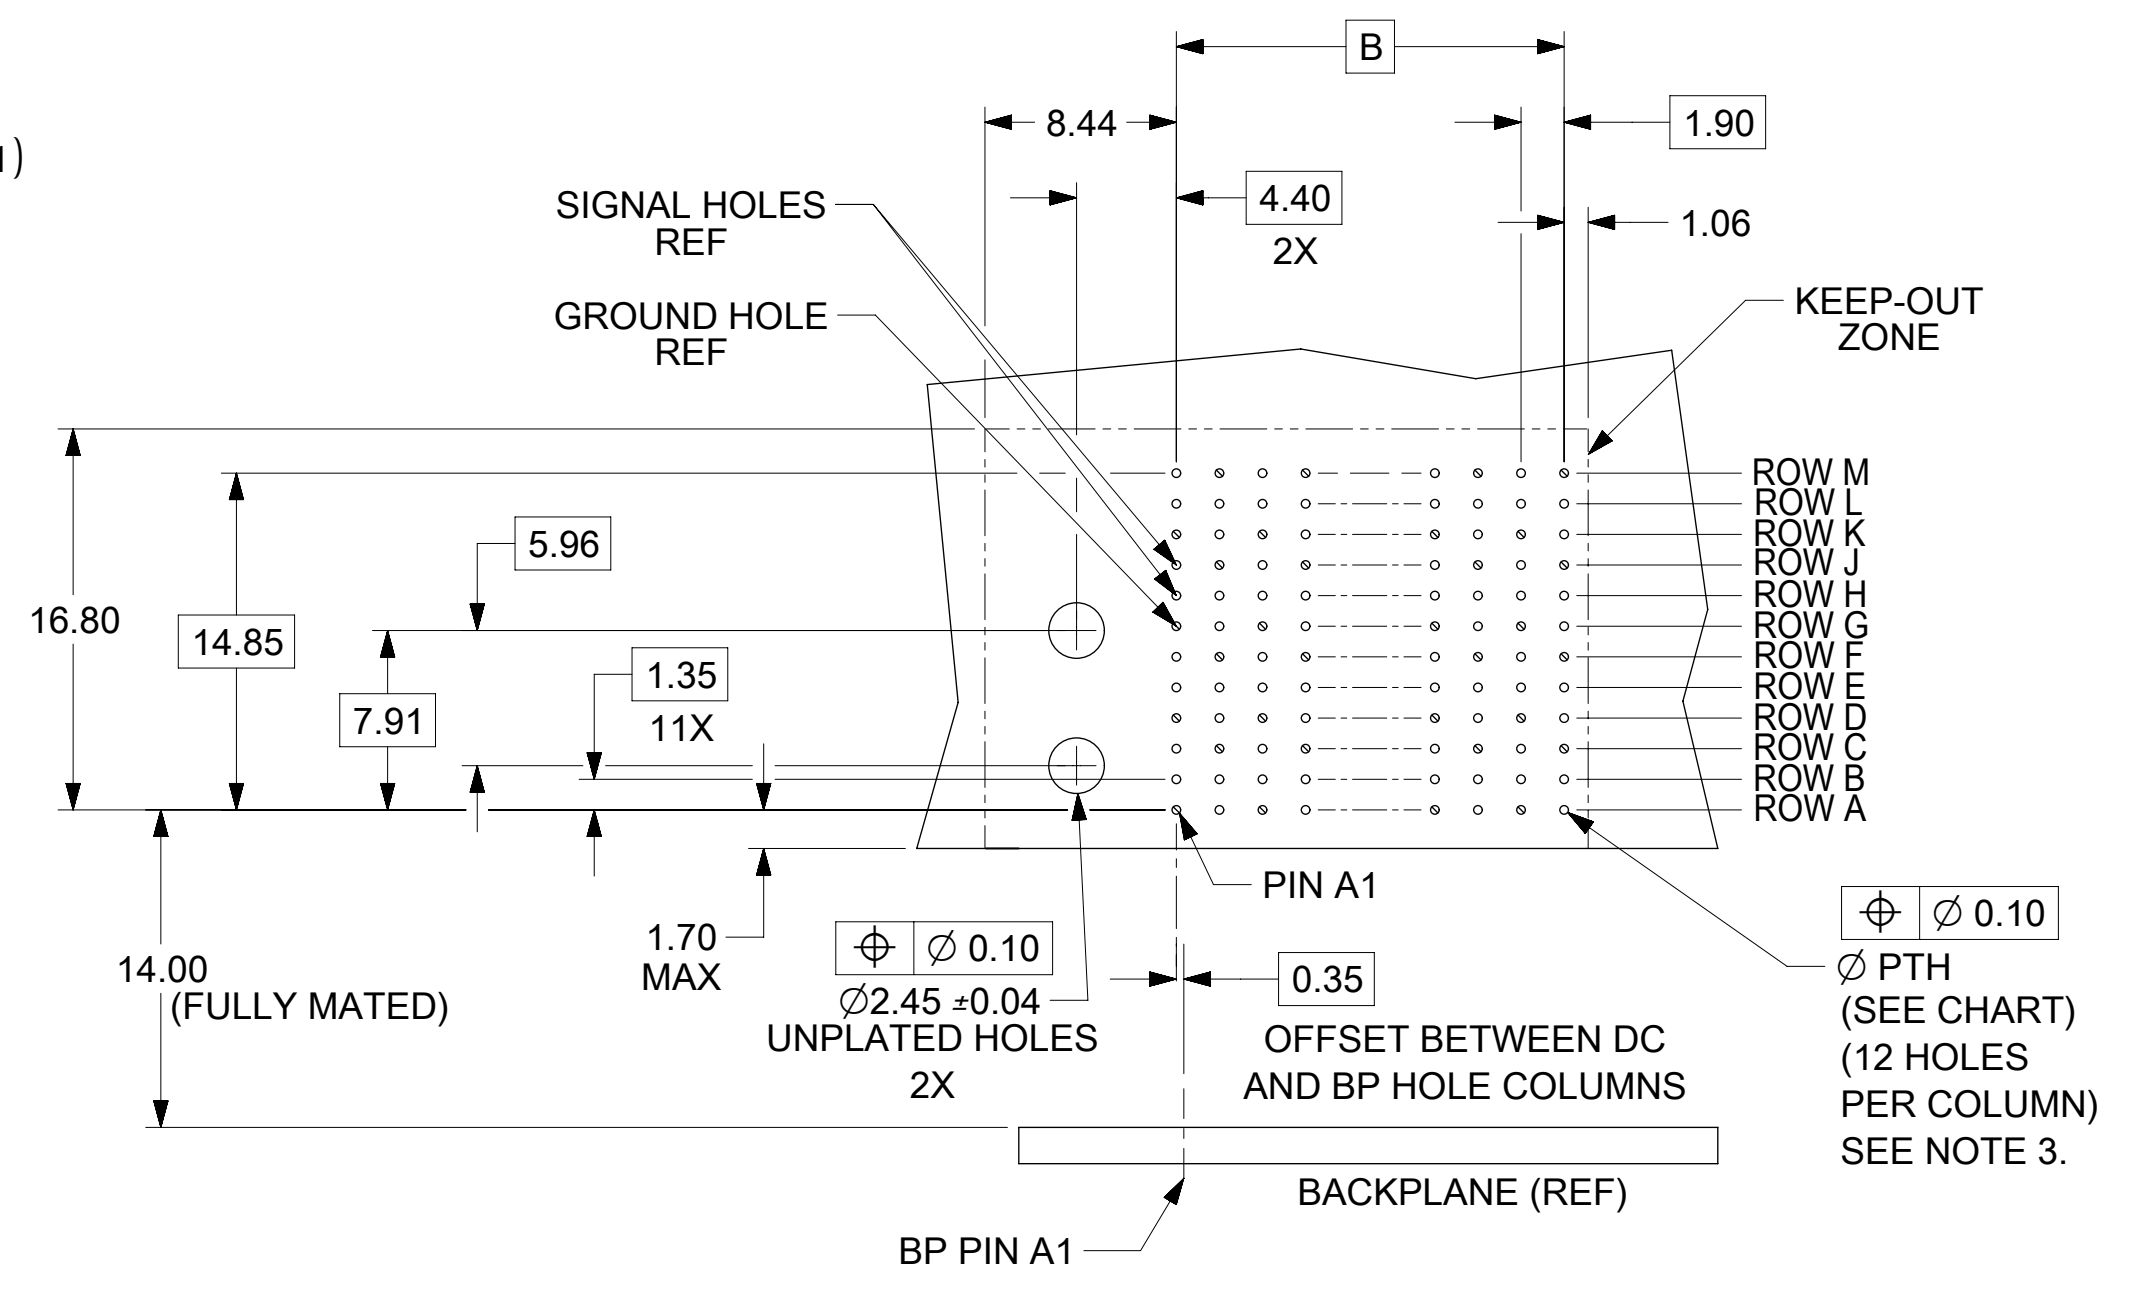 B
8.44
1.90
)
SIGNAL HOLES
REF
4.40
2X
1.06
GROUND HOLE
REF
KEEP-OUT
ZONE
ROW M
ROW L
ROW K
ROW J
ROW H
ROW G
ROW F
ROW E
ROW D
ROW C
ROW B
ROW A
5.96
16.80
14.85
1.35
11X
7.91
PIN A1
1.70
MAX
⌖ ∅ 0.10
∅2.45 ±0.04
UNPLATED HOLES
2X
14.00
(FULLY MATED)
0.35
OFFSET BETWEEN DC
AND BP HOLE COLUMNS
⌖ ∅ 0.10
∅ PTH
(SEE CHART)
(12 HOLES
PER COLUMN)
SEE NOTE 3.
BACKPLANE (REF)
BP PIN A1